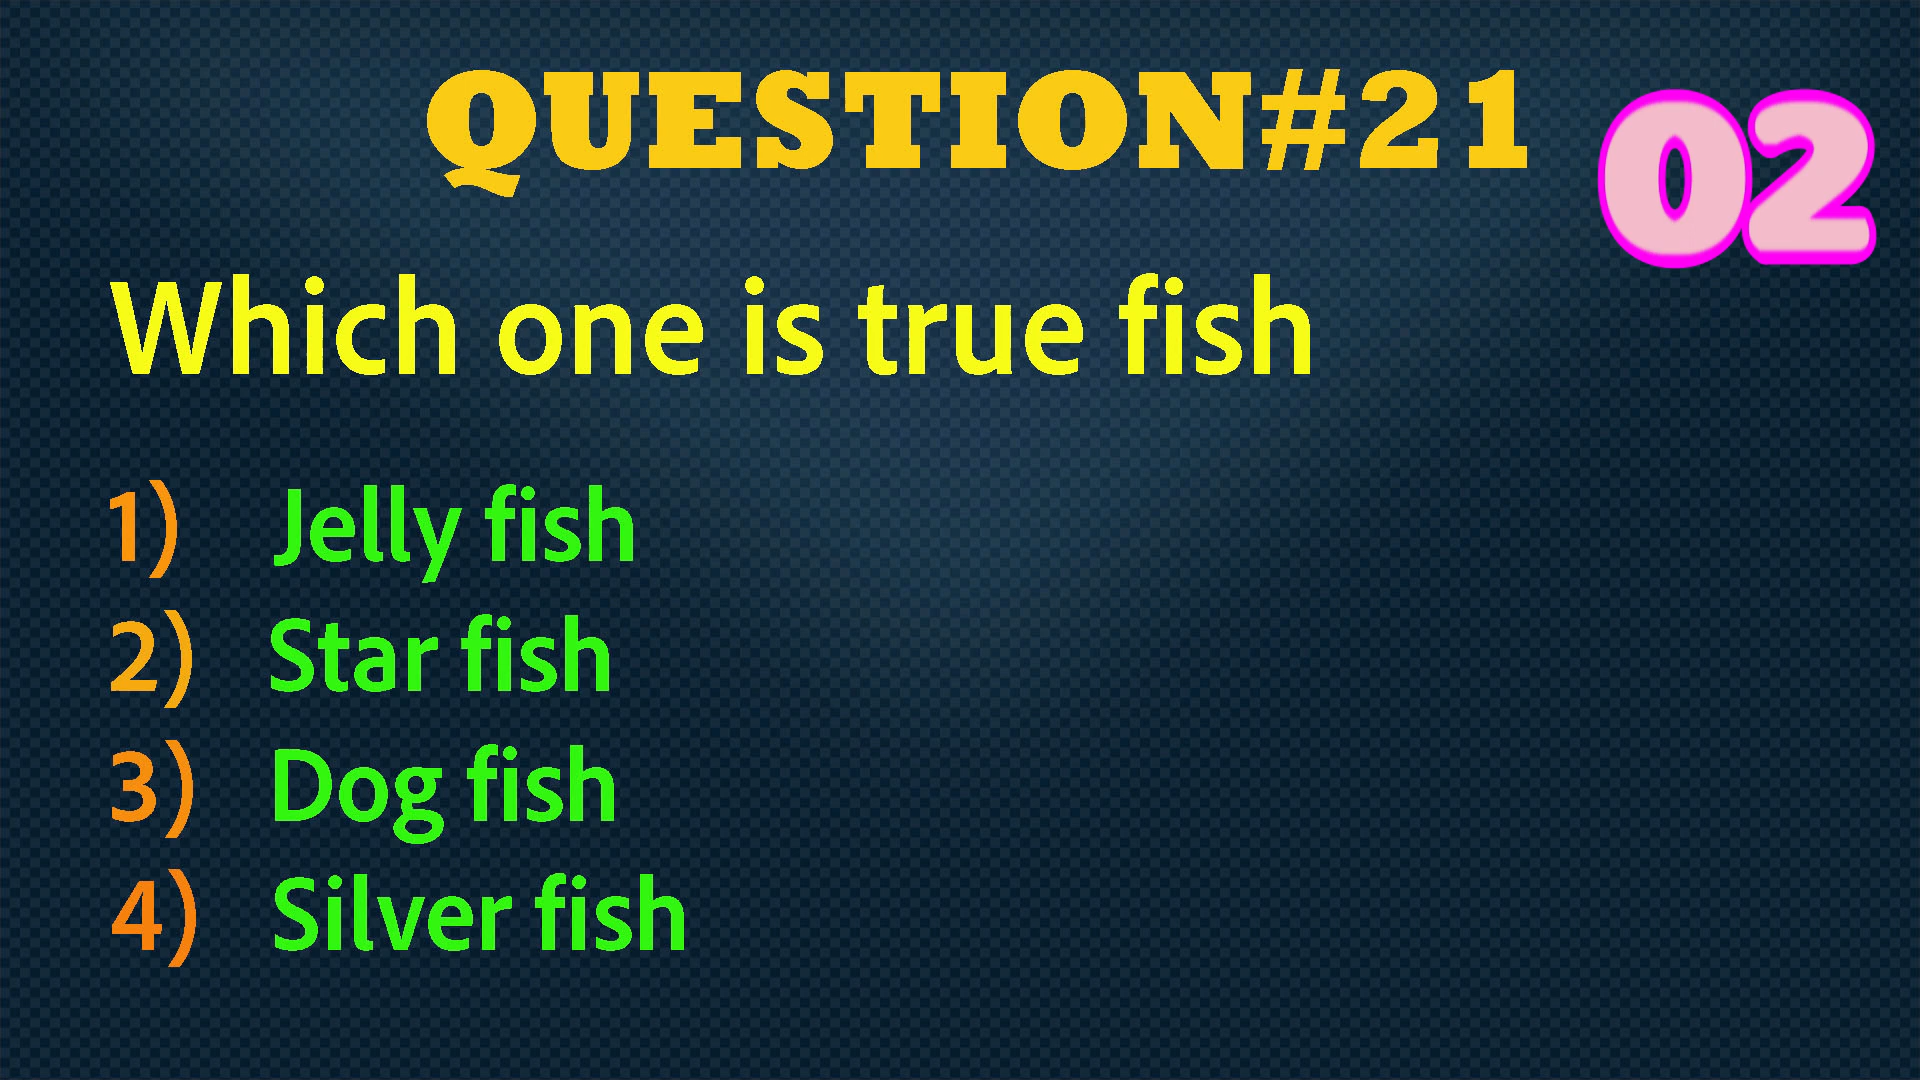 QUESTION#21
02
Which one is true fish
1) Jelly fish
2) Star fish
3) Dog fish
4) Silver fish